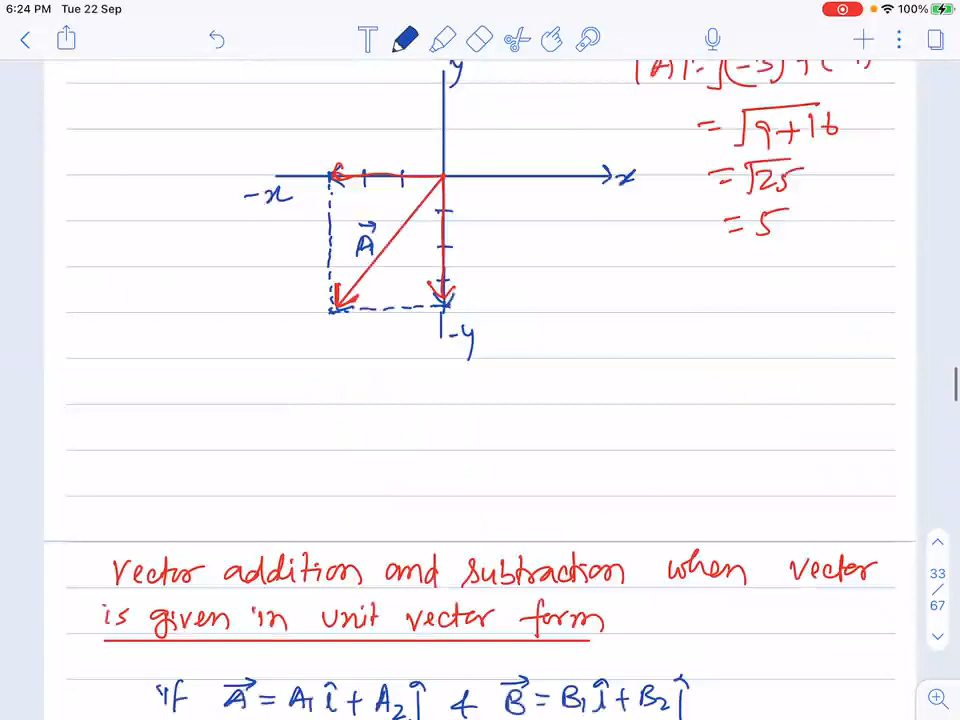 6:24 PM Tue 22 Sep
100%
T
y
= √9+16
-x
x
= √25
A⃗
= 5
-y
Vector addition and subtraction when vector
is given in unit vector form
33
/
67
If A⃗ = A₁î + A₂ĵ & B⃗ = B₁î + B₂ĵ